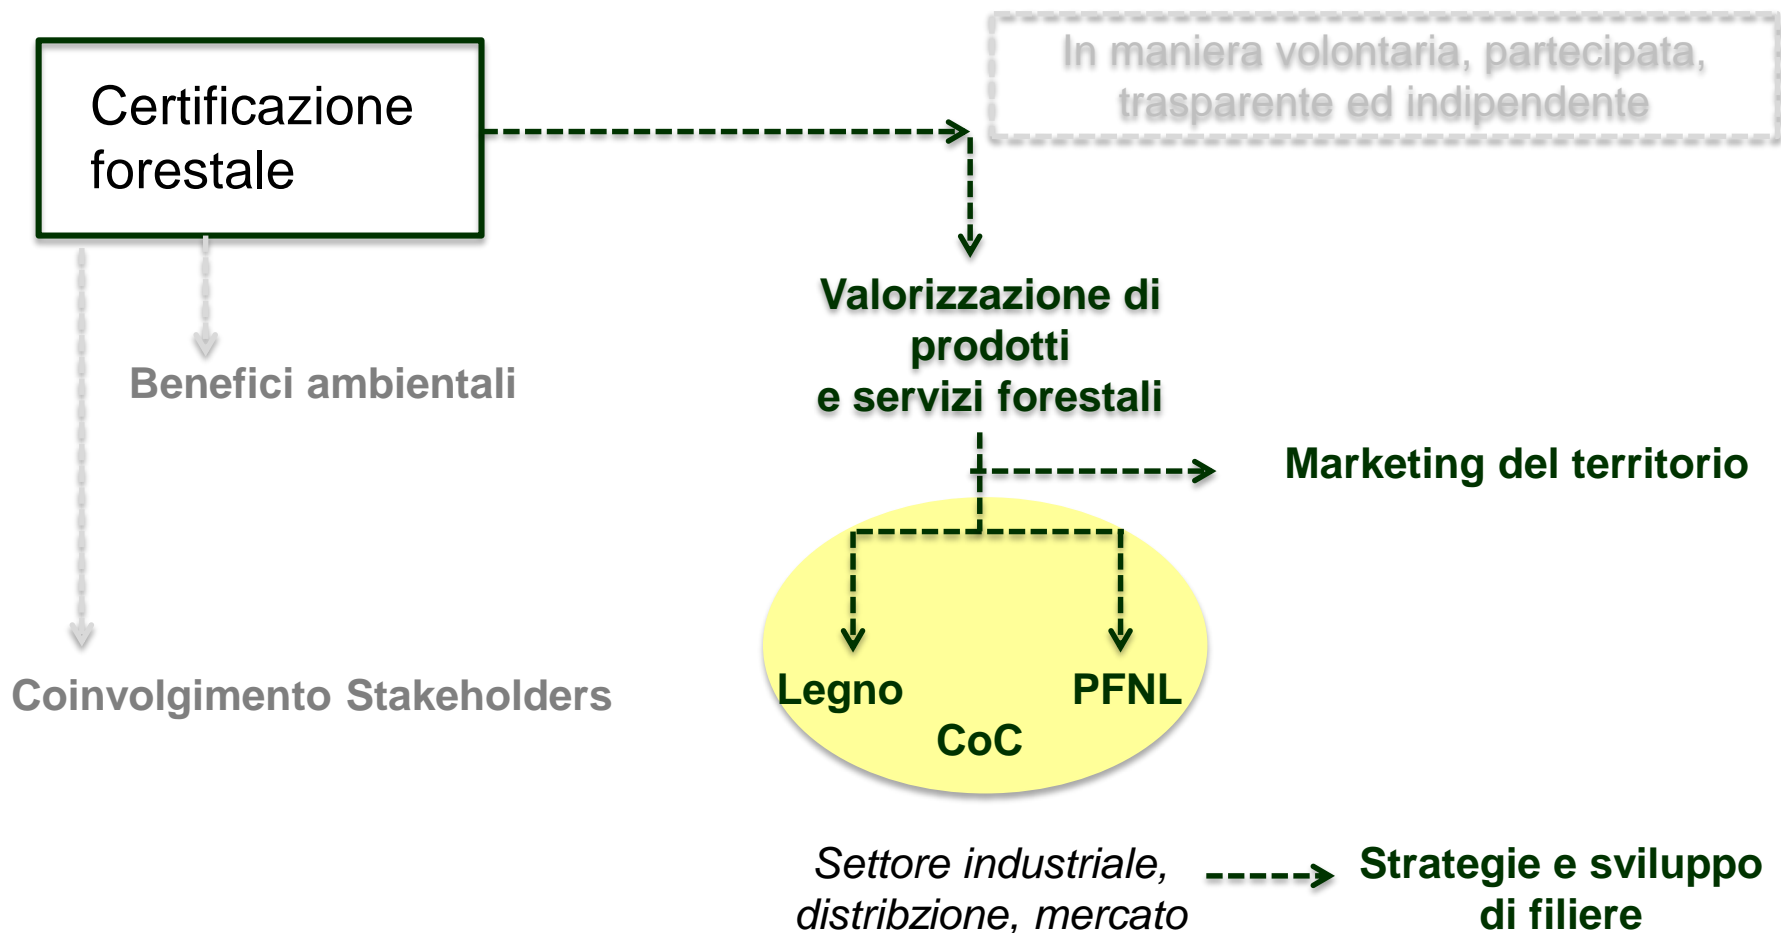 In maniera volontaria, partecipata,
trasparente ed indipendente
Certificazione
forestale
Valorizzazione di
prodotti
e servizi forestali
Benefici ambientali
Marketing del territorio
Coinvolgimento Stakeholders
Legno
PFNL
CoC
Settore industriale,
distribzione, mercato
Strategie e sviluppo
di filiere